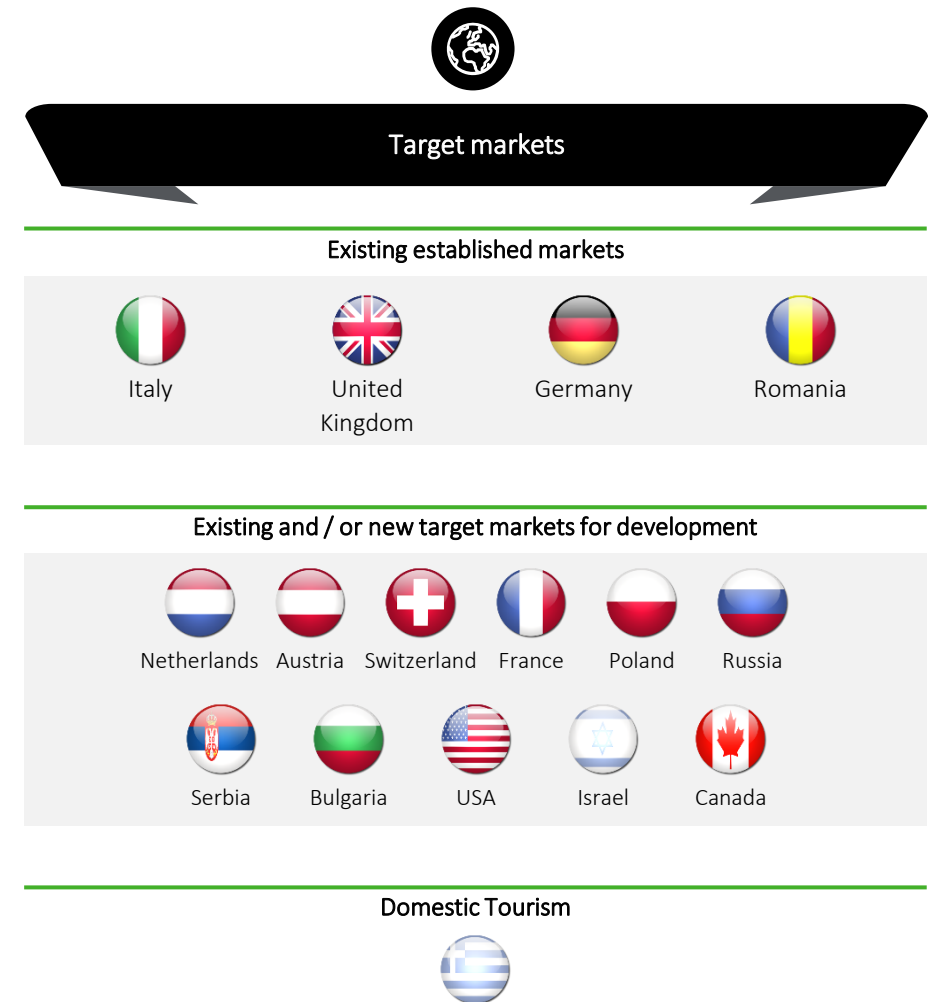 Target markets
Existing established markets
Italy
United
Kingdom
Germany
Romania
Existing and / or new target markets for development
Netherlands
Austria
Switzerland
France
Poland
Russia
Serbia
Bulgaria
USA
Israel
Canada
Domestic Tourism